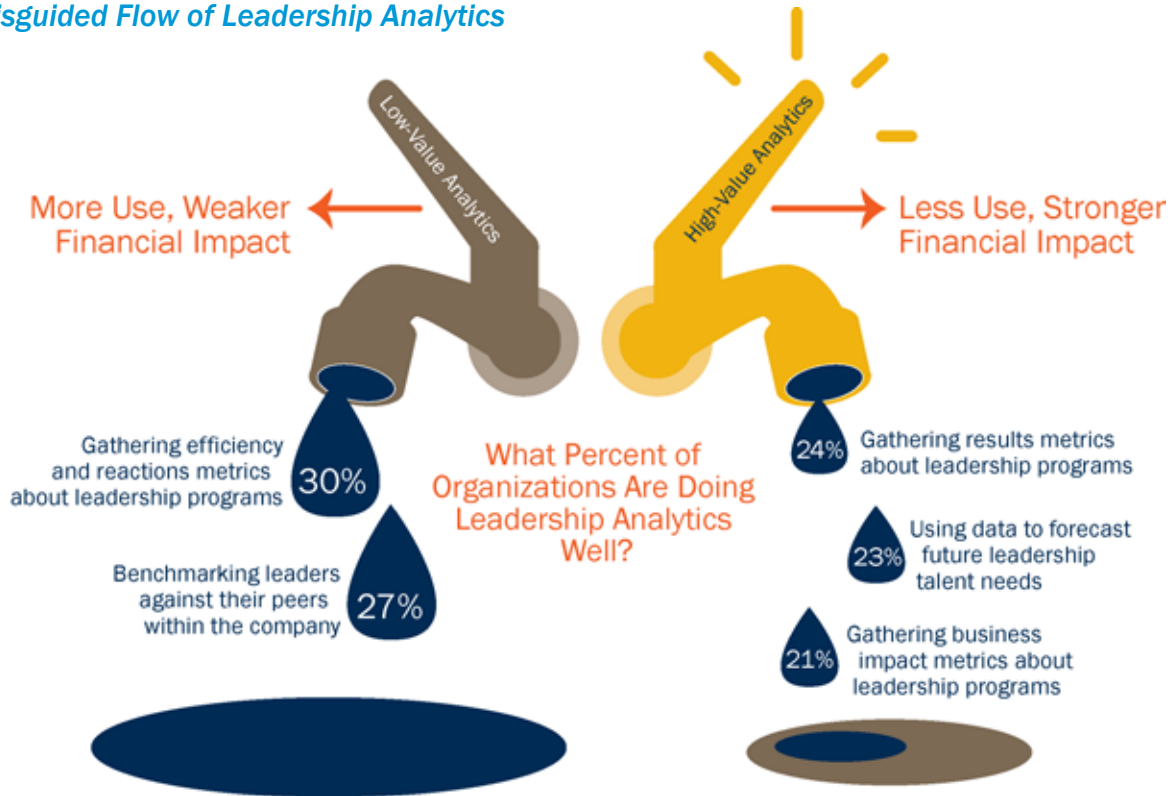 isguided Flow of Leadership Analytics
Low-Value Analytics
High-Value Analytics
More Use, Weaker
Financial Impact
Less Use, Stronger
Financial Impact
Gathering efficiency
and reactions metrics
about leadership programs
30%
Benchmarking leaders
against their peers
within the company
27%
What Percent of
Organizations Are Doing
Leadership Analytics
Well?
24%
Gathering results metrics
about leadership programs
23%
Using data to forecast
future leadership
talent needs
21%
Gathering business
impact metrics about
leadership programs